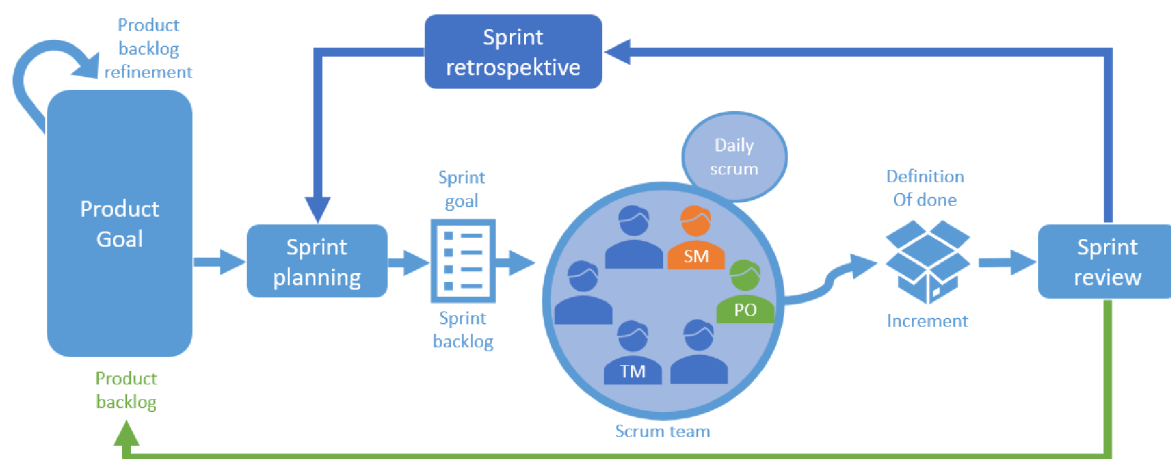 Product
backlog
refinement
Product
Goal
Product
backlog
Sprint
planning
Sprint
retrospektive
Sprint
goal
Sprint
backlog
Daily
scrum
SM
PO
TM
Scrum team
Definition
Of done
Increment
Sprint
review